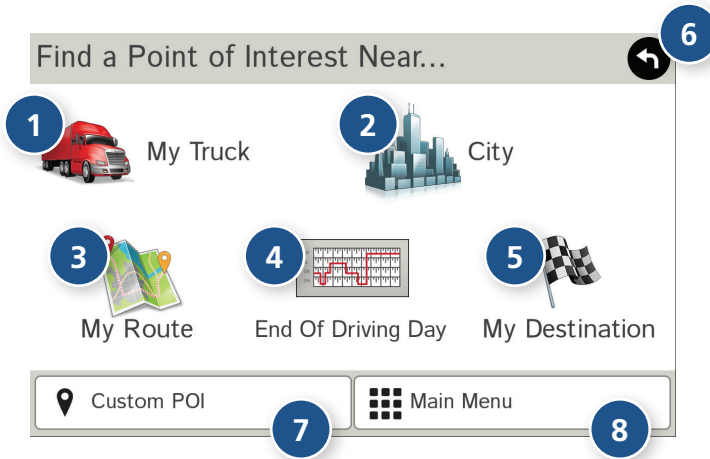 6
Find a Point of Interest Near...
1
My Truck
2
City
3
My Route
4
End Of Driving Day
5
My Destination
Custom POI
7
Main Menu
8